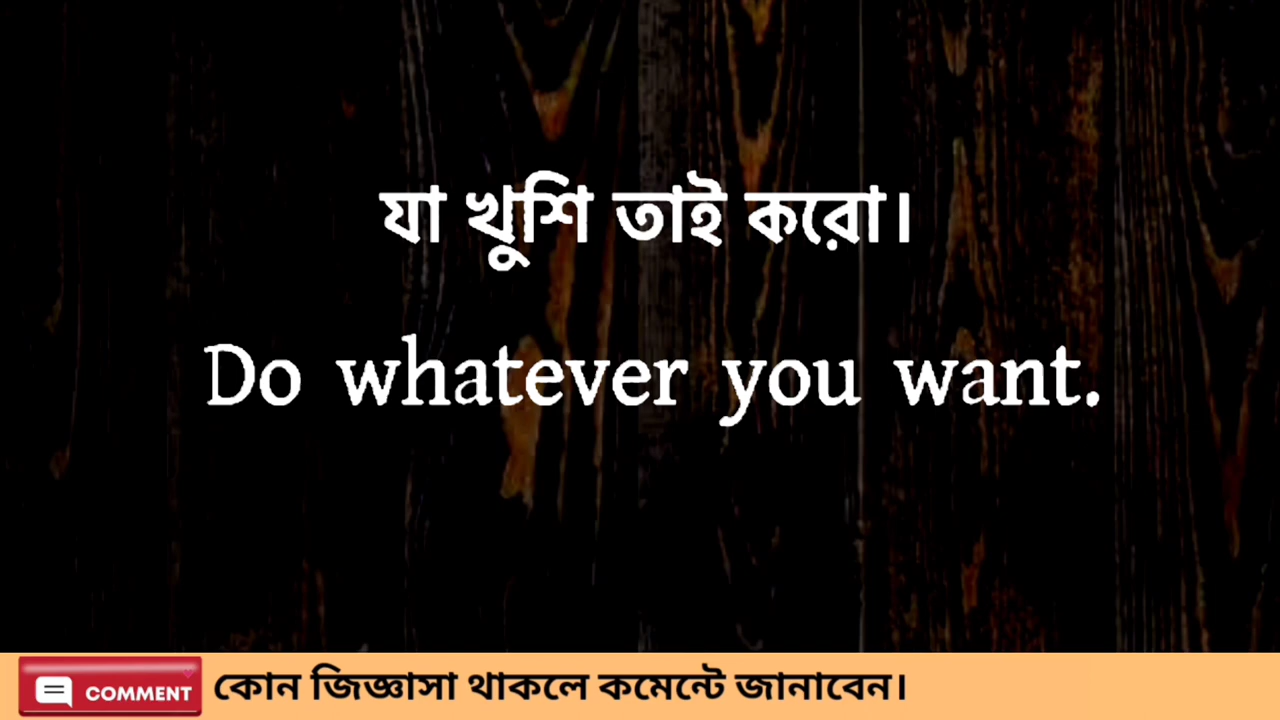 যা খুশি তাই করো।
Do whatever you want.
COMMENT কোন জিজ্ঞাসা থাকলে কমেন্টে জানাবেন।